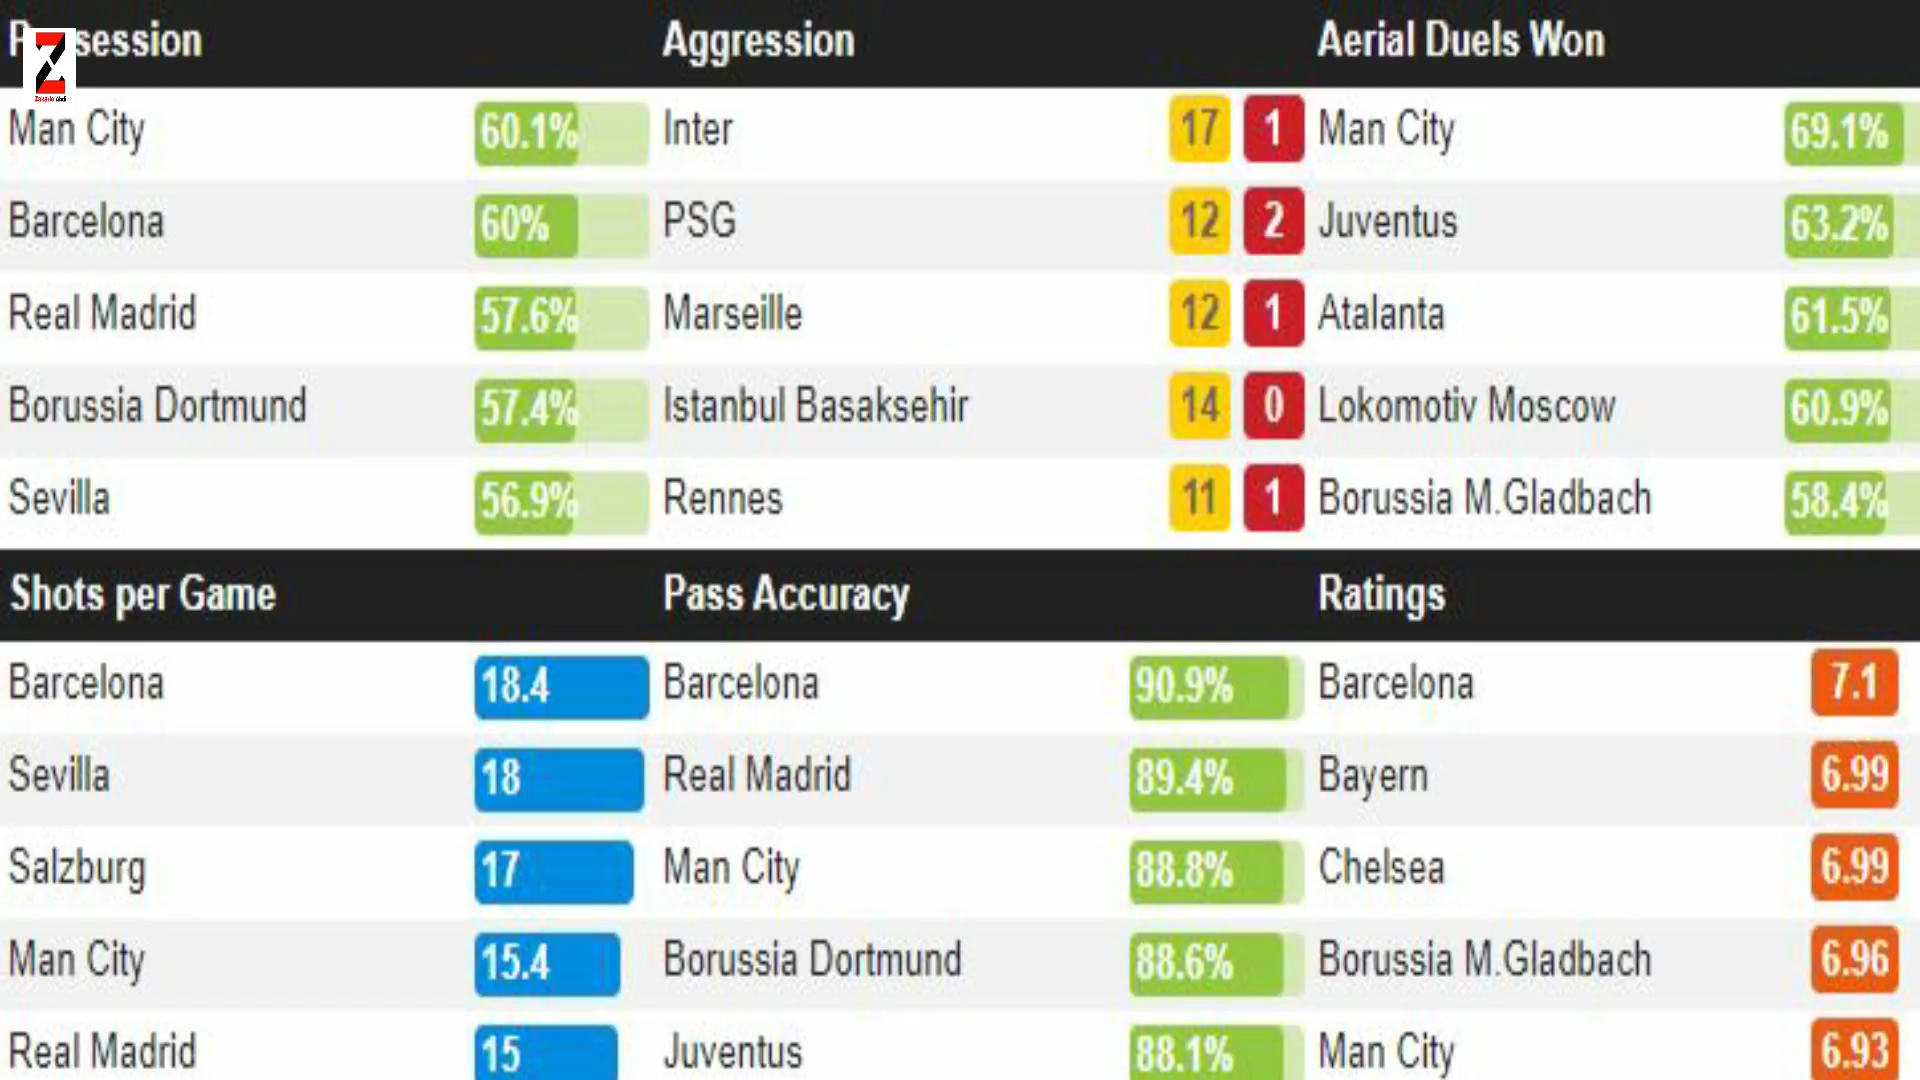 P session Aggression Aerial Duels Won
Z
Zakarie Abdi
Man City 60.1% Inter 17 1 Man City 69.1%
Barcelona 60% PSG 12 2 Juventus 63.2%
Real Madrid 57.6% Marseille 12 1 Atalanta 61.5%
Borussia Dortmund 57.4% Istanbul Basaksehir 14 0 Lokomotiv Moscow 60.9%
Sevilla 56.9% Rennes 11 1 Borussia M.Gladbach 58.4%
Shots per Game Pass Accuracy Ratings
Barcelona 18.4 Barcelona 90.9% Barcelona 7.1
Sevilla 18 Real Madrid 89.4% Bayern 6.99
Salzburg 17 Man City 88.8% Chelsea 6.99
Man City 15.4 Borussia Dortmund 88.6% Borussia M.Gladbach 6.96
Real Madrid 15 Juventus 88.1% Man City 6.93